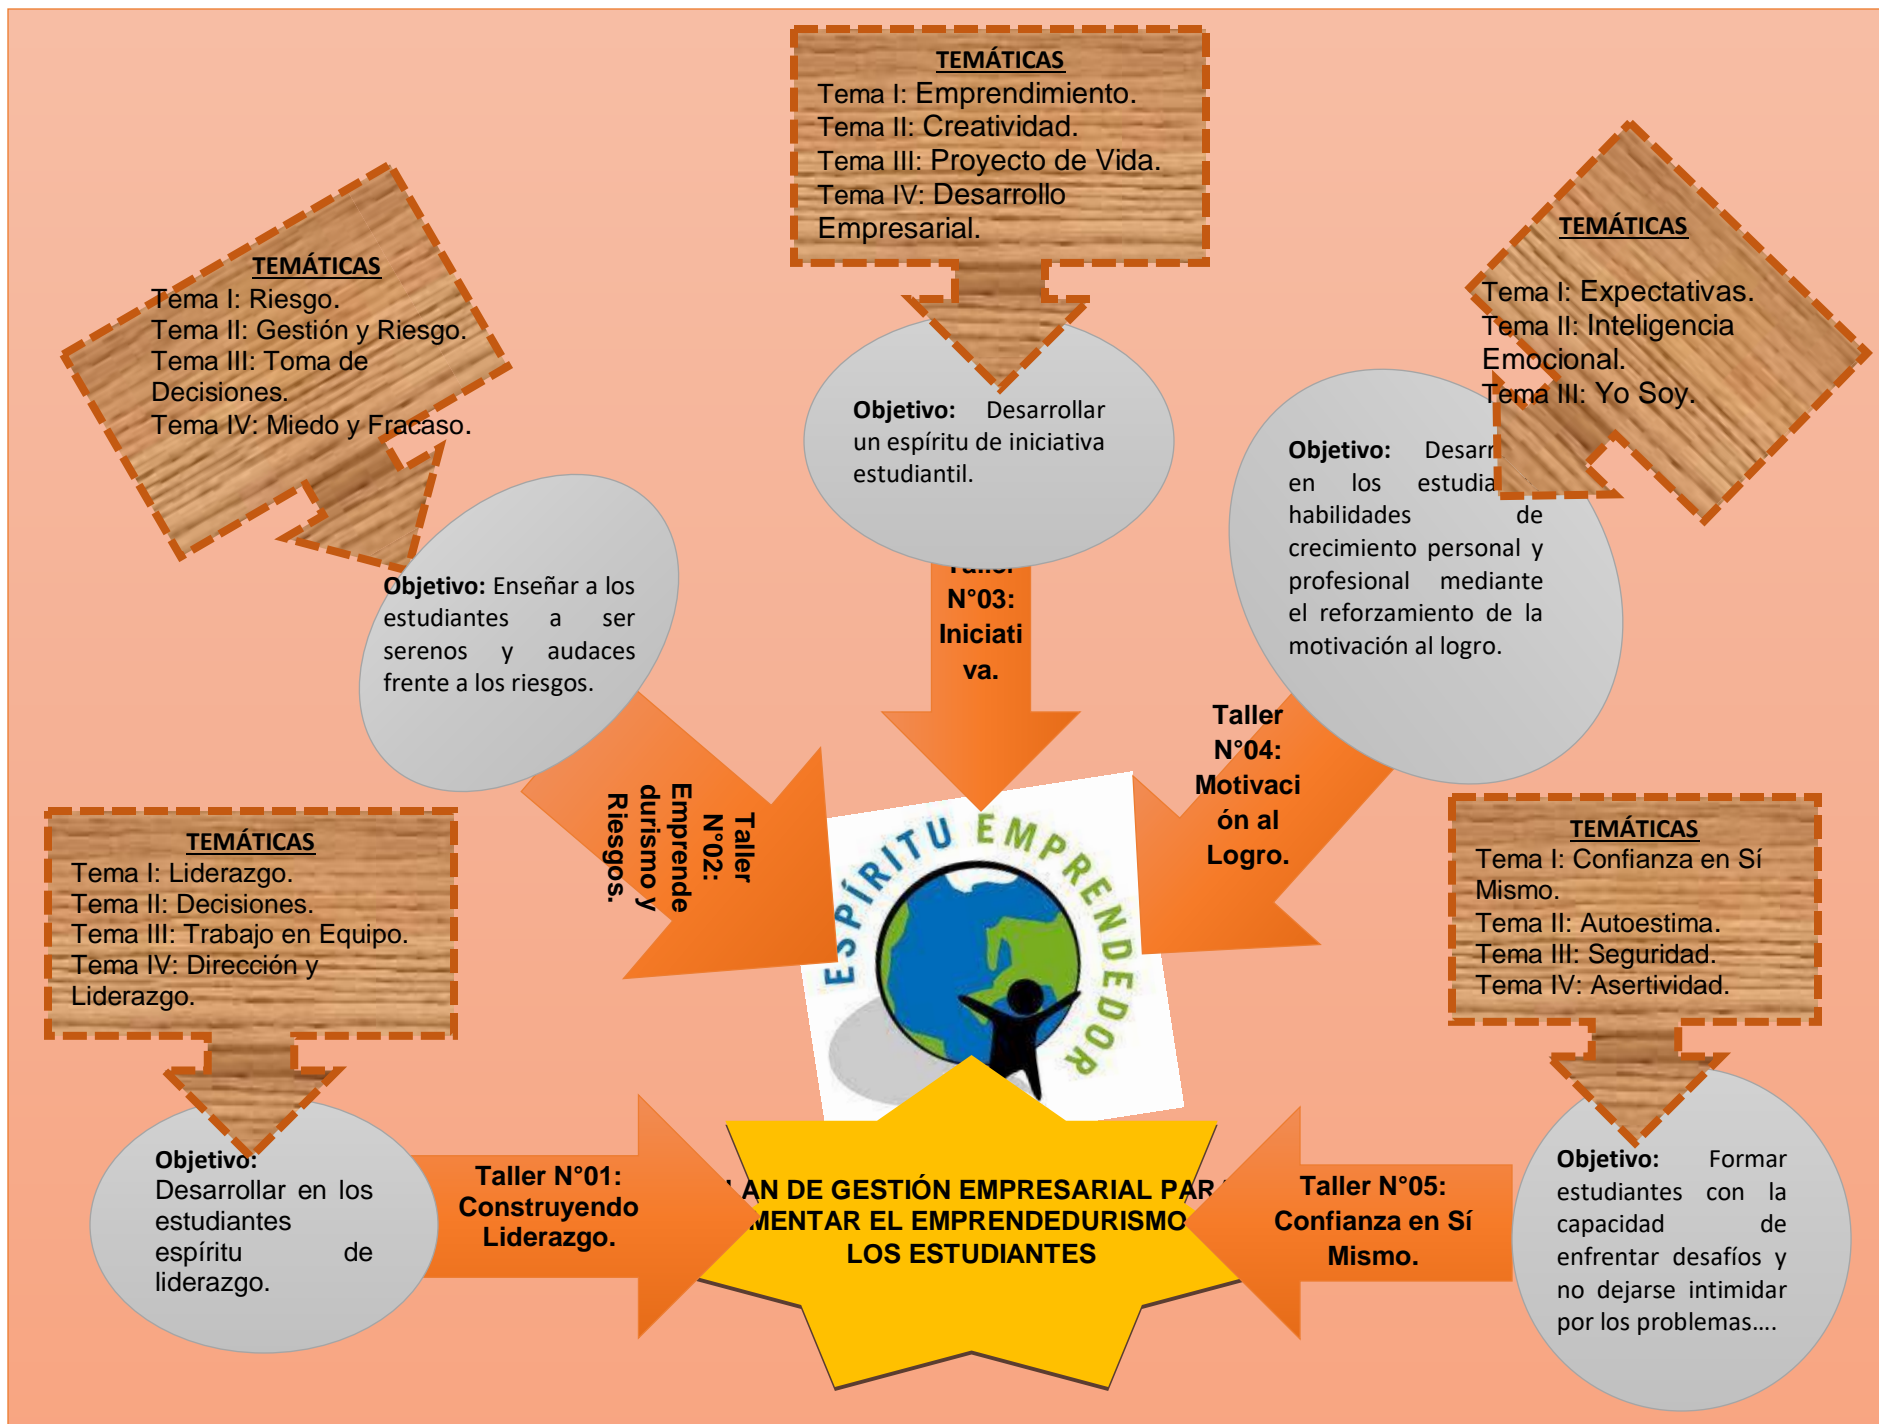 TEMÁTICAS
Tema I: Emprendimiento.
Tema II: Creatividad.
Tema III: Proyecto de Vida.
Tema IV: Desarrollo
Empresarial.
TEMÁTICAS
Tema I: Riesgo.
Tema II: Gestión y Riesgo.
Tema III: Toma de
Decisiones.
Tema IV: Miedo y Fracaso.
TEMÁTICAS
Tema I: Expectativas.
Tema II: Inteligencia
Emocional.
Tema III: Yo Soy.
Objetivo: Desarrollar
un espíritu de iniciativa
estudiantil.
Objetivo: Enseñar a los
estudiantes a ser
serenos y audaces
frente a los riesgos.
Objetivo:
en los
habilidades de
crecimiento personal y
profesional mediante
el reforzamiento de la
motivación al logro.
Taller
N°03:
Iniciati
va.
Taller
N°02:
Emprende
durismo y
Riesgos.
Taller
N°04:
Motivaci
ón al
Logro.
ESPÍRITU EMPRENDEDOR
TEMÁTICAS
Tema I: Liderazgo.
Tema II: Decisiones.
Tema III: Trabajo en Equipo.
Tema IV: Dirección y
Liderazgo.
TEMÁTICAS
Tema I: Confianza en Sí
Mismo.
Tema II: Autoestima.
Tema III: Seguridad.
Tema IV: Asertividad.
Objetivo:
Desarrollar en los
estudiantes
espíritu de
liderazgo.
Taller N°01:
Construyendo
Liderazgo.
LAN DE GESTIÓN EMPRESARIAL PAR
MENTAR EL EMPRENDEDURISMO
LOS ESTUDIANTES
Taller N°05:
Confianza en Sí
Mismo.
Objetivo: Formar
estudiantes con la
capacidad de
enfrentar desafíos y
no dejarse intimidar
por los problemas....